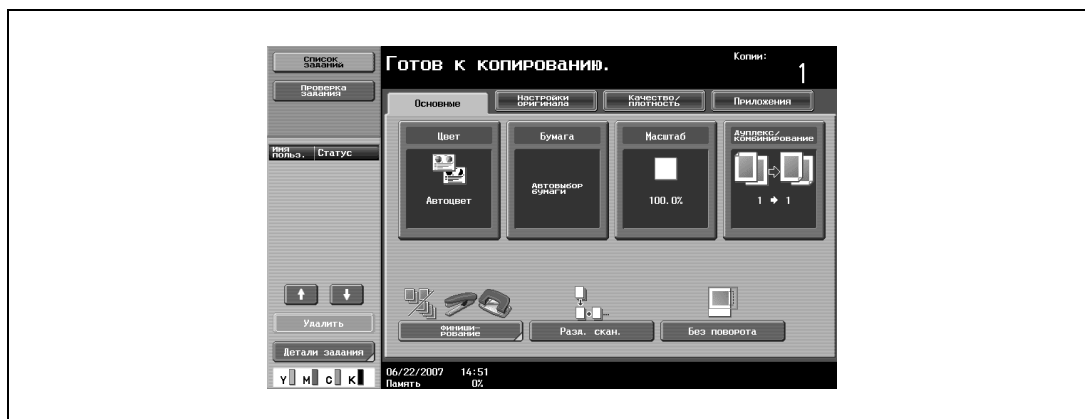 Список
заданий
Проверка
задания
Имя
польз.
Статус
Удалить
Детали задания
Y M C K
Готов к копированию.
Копии:
1
Основные
Настройки
оригинала
Качество/
плотность
Приложения
Цвет
Автоцвет
Бумага
Автовыбор
бумаги
Масштаб
100.0%
Дуплекс/
комбинирование
1 → 1
Финиши-
рование
Разд. скан.
Без поворота
06/22/2007 14:51
Память 0%